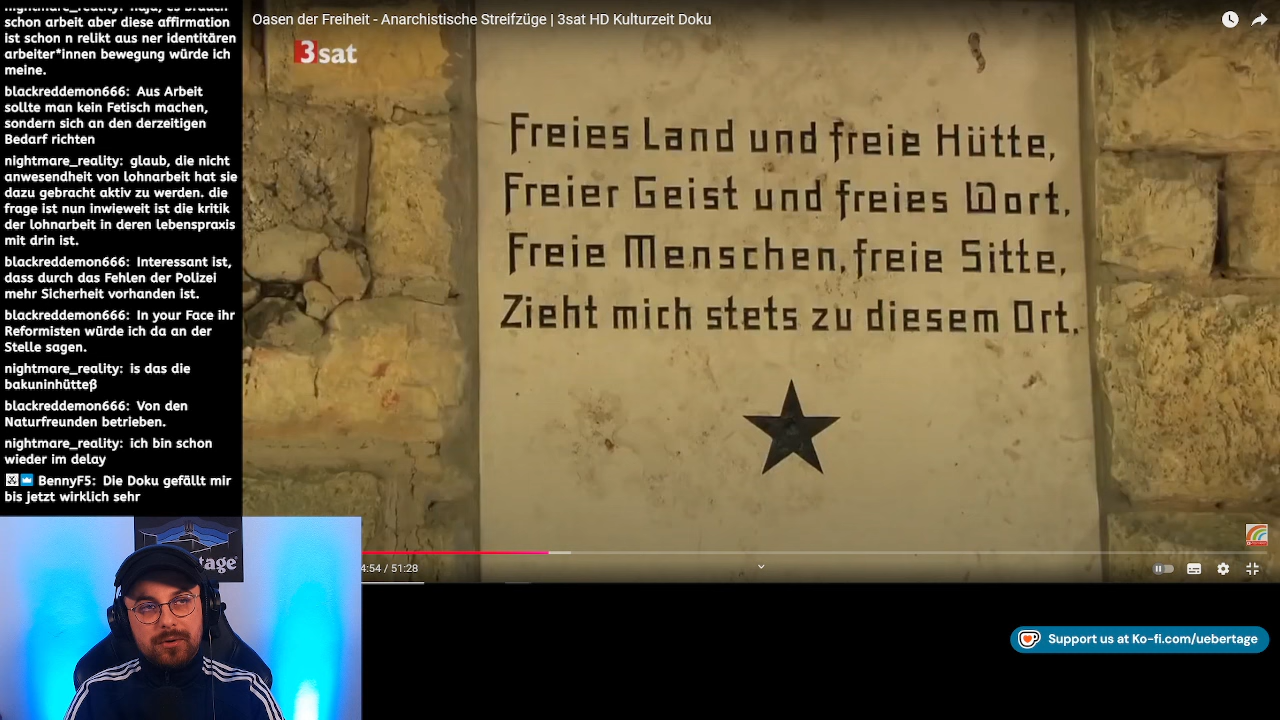 nightmare_reality: naja, es brauch
schon arbeit aber diese affirmation
ist schon n relikt aus ner identitären
arbeiter*innen bewegung würde ich
meine.
blackreddemon666: Aus Arbeit
sollte man kein Fetisch machen,
sondern sich an den derzeitigen
Bedarf richten
nightmare_reality: glaub, die nicht
anwesendheit von lohnarbeit hat sie
dazu gebracht aktiv zu werden. die
frage ist nun inwieweit ist die kritik
der lohnarbeit in deren lebenspraxis
mit drin ist.
blackreddemon666: Interessant ist,
dass durch das Fehlen der Polizei
mehr Sicherheit vorhanden ist.
blackreddemon666: In your Face ihr
Reformisten würde ich da an der
Stelle sagen.
nightmare_reality: is das die
bakuninhütteß
blackreddemon666: Von den
Naturfreunden betrieben.
nightmare_reality: ich bin schon
wieder im delay
BennyF5: Die Doku gefällt mir
bis jetzt wirklich sehr
Oasen der Freiheit - Anarchistische Streifzüge | 3sat HD Kulturzeit Doku
3sat
Freies Land und freie Hütte,
Freier Geist und freies Wort,
Freie Menschen, freie Sitte,
Zieht mich stets zu diesem Ort.
4:54 / 51:28
tage
Support us at Ko-fi.com/uebertage